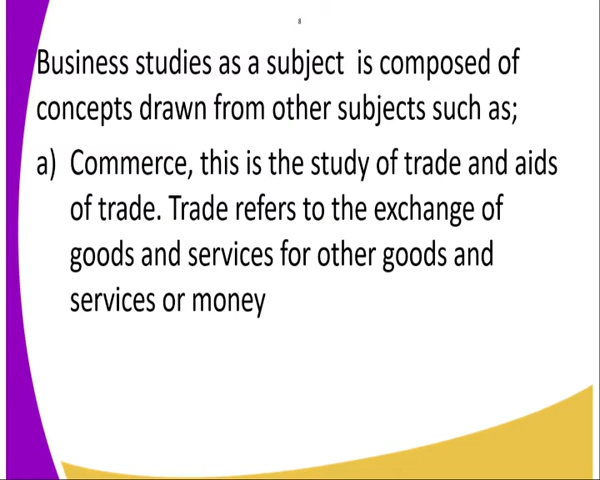 8
Business studies as a subject  is composed of
concepts drawn from other subjects such as;
a) Commerce, this is the study of trade and aids
of trade. Trade refers to the exchange of
goods and services for other goods and
services or money